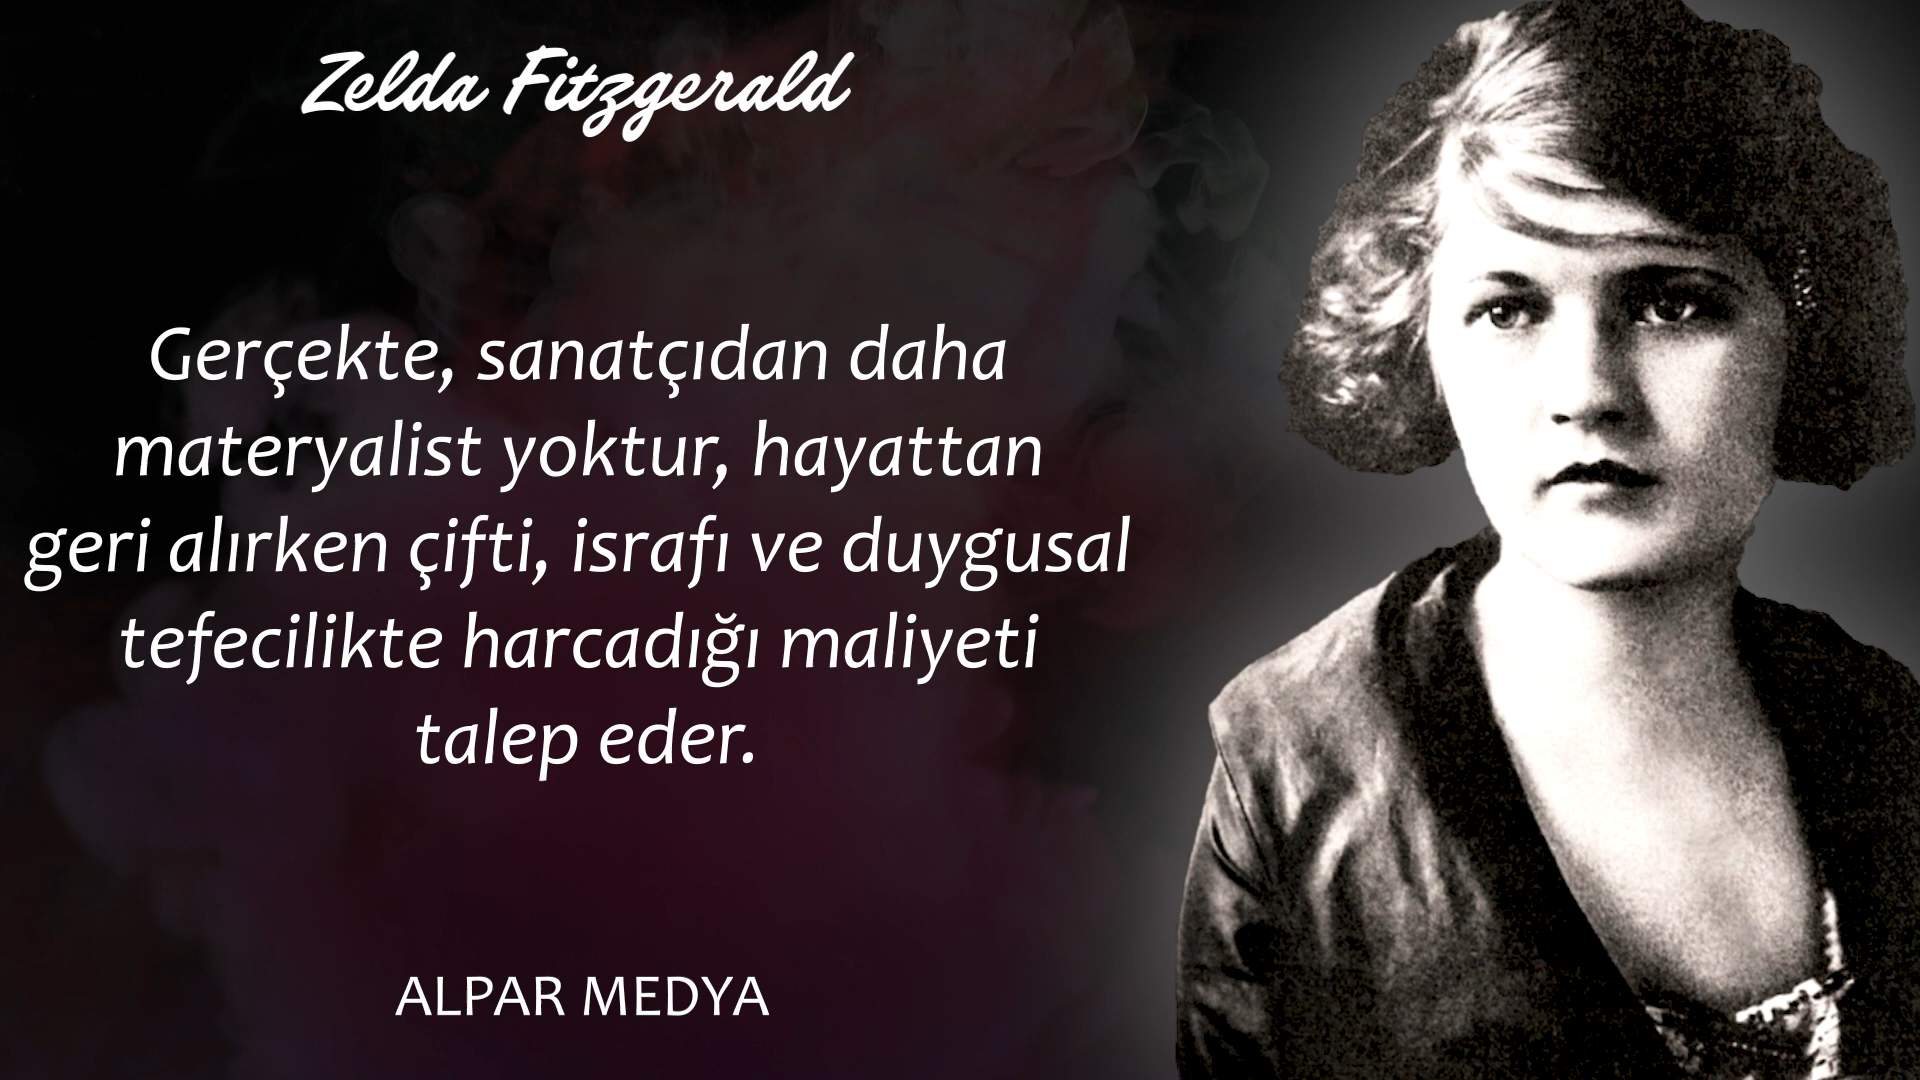 Zelda Fitzgerald
Gerçekte, sanatçıdan daha
materyalist yoktur, hayattan
geri alırken çifti, israfı ve duygusal
tefecilikte harcadığı maliyeti
talep eder.
ALPAR MEDYA